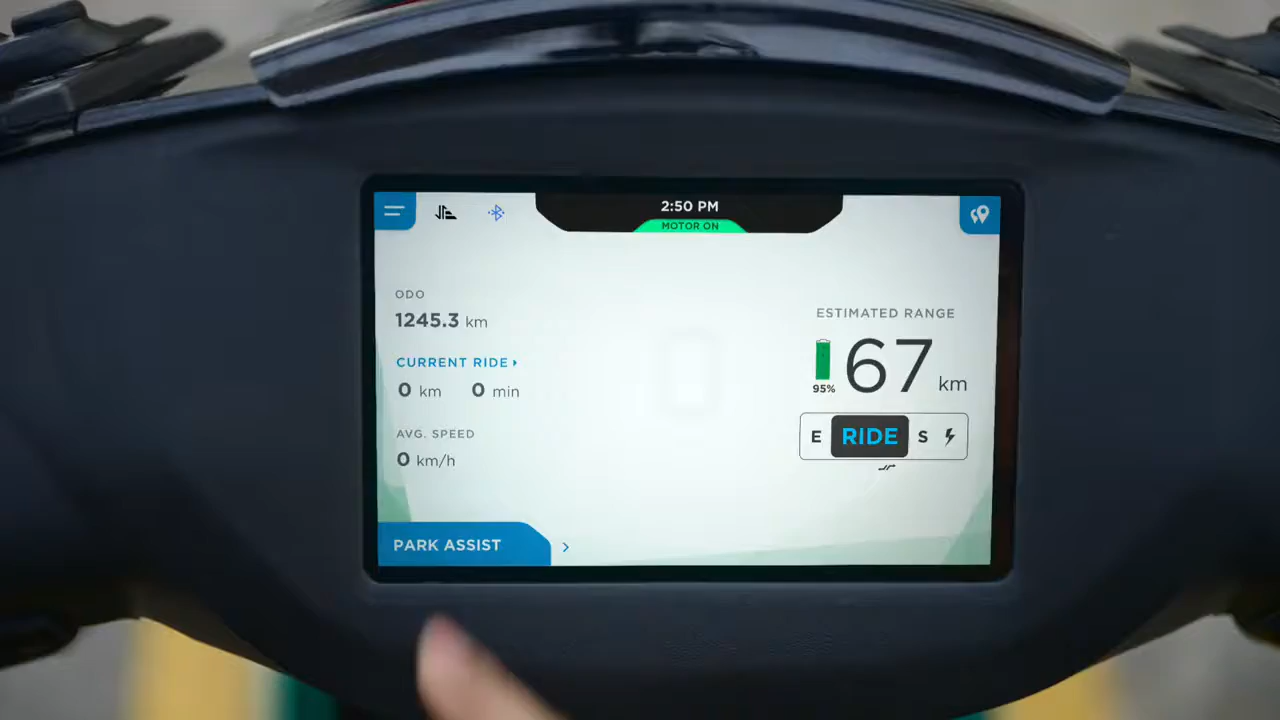 2:50 PM
MOTOR ON
ODO
1245.3 km
CURRENT RIDE
0 km 0 min
AVG. SPEED
0 km/h
0
ESTIMATED RANGE
95% 67 km
E RIDE S
PARK ASSIST